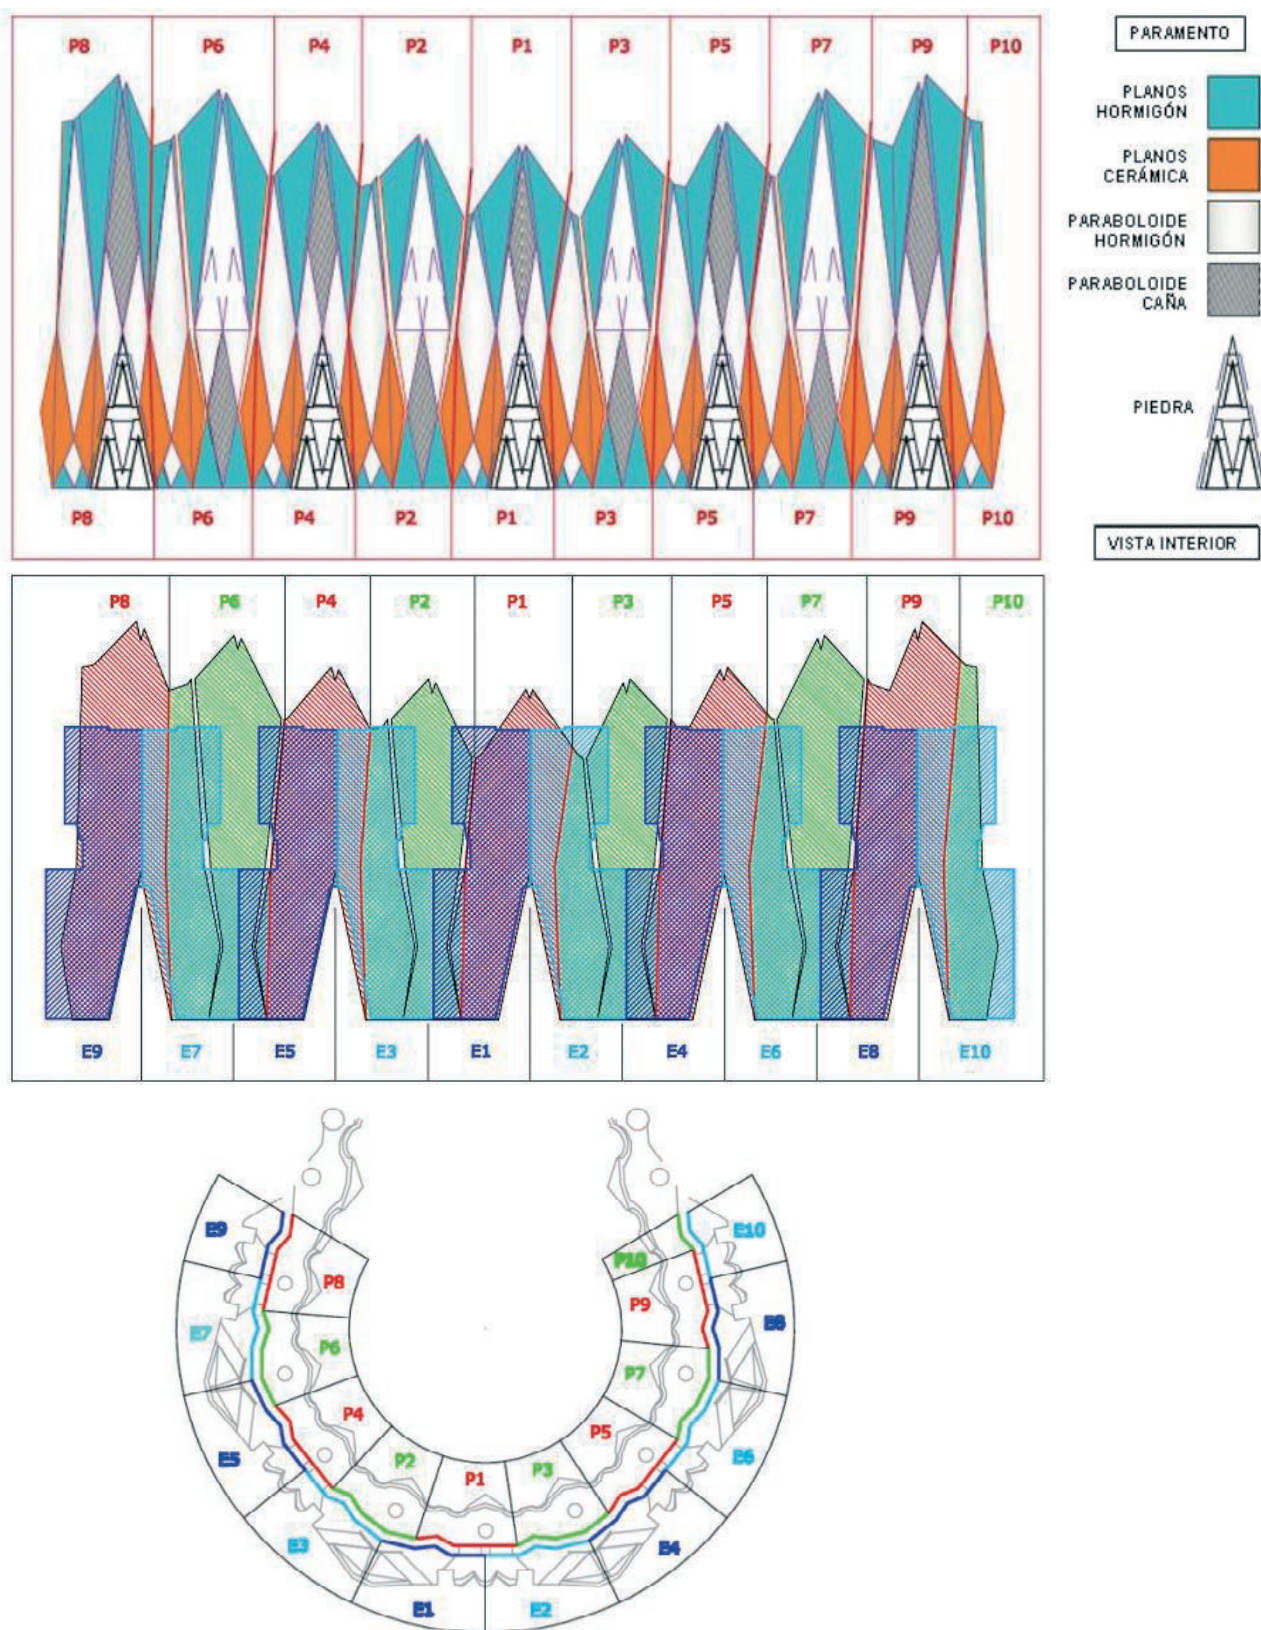 P8 P6 P4 P2 P1 P3 P5 P7 P9 P10
P8 P6 P4 P2 P1 P3 P5 P7 P9 P10
PARAMENTO
PLANOS
HORMIGÓN
PLANOS
CERÁMICA
PARABOLOIDE
HORMIGÓN
PARABOLOIDE
CAÑA
PIEDRA
VISTA INTERIOR
P8 P6 P4 P2 P1 P3 P5 P7 P9 P10
E9 E7 E5 E3 E1 E2 E4 E6 E8 E10
E9 E10
P10
P8 P9
E7 E8
P6 P7
P4 P5
E5 P2 P3 E6
P1
E3 E4
E1 E2